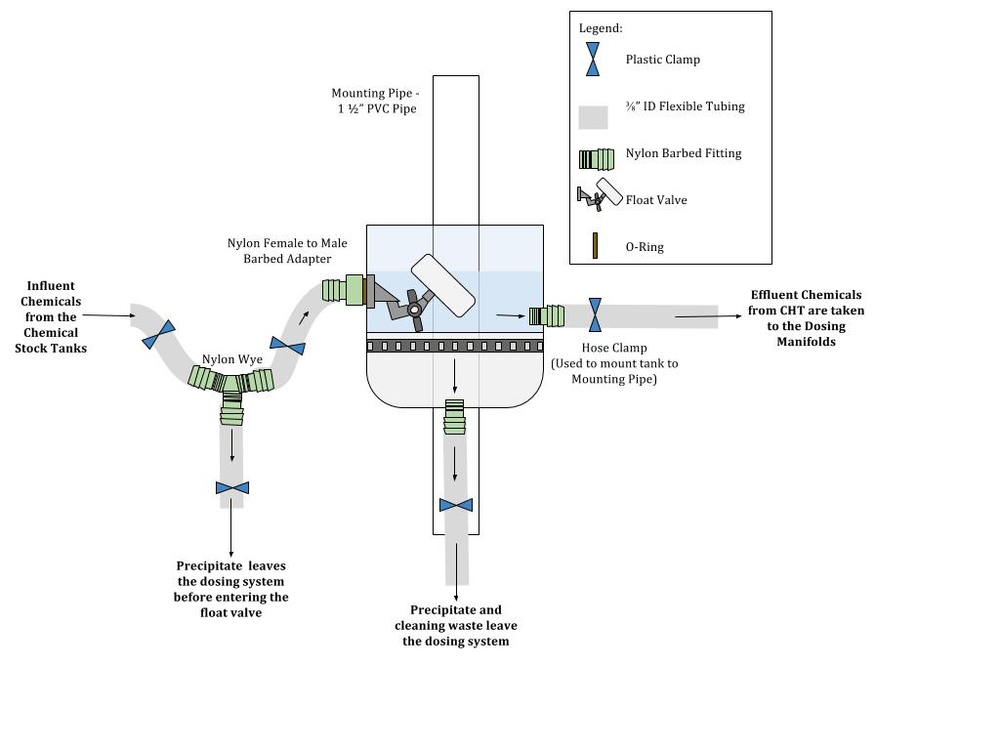 Legend:
Plastic Clamp
⅜” ID Flexible Tubing
Nylon Barbed Fitting
Float Valve
O-Ring
Mounting Pipe -
1 ½” PVC Pipe
Nylon Female to Male
Barbed Adapter
Influent
Chemicals
from the
Chemical
Stock Tanks
Effluent Chemicals
from CHT are taken
to the Dosing
Manifolds
Nylon Wye
Hose Clamp
(Used to mount tank to
Mounting Pipe)
Precipitate leaves
the dosing system
before entering the
float valve
Precipitate and
cleaning waste leave
the dosing system